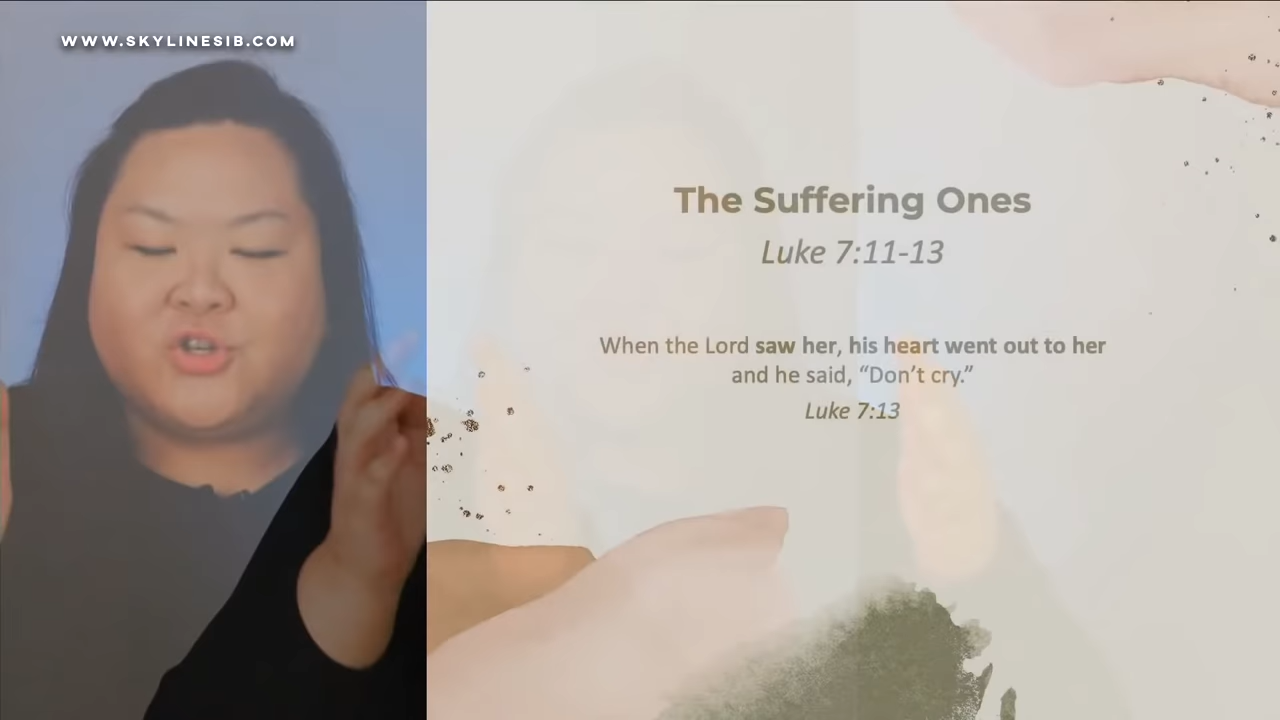 WWW.SKYLINESIB.COM
The Suffering Ones
Luke 7:11-13
When the Lord saw her, his heart went out to her
and he said, “Don’t cry.”
Luke 7:13